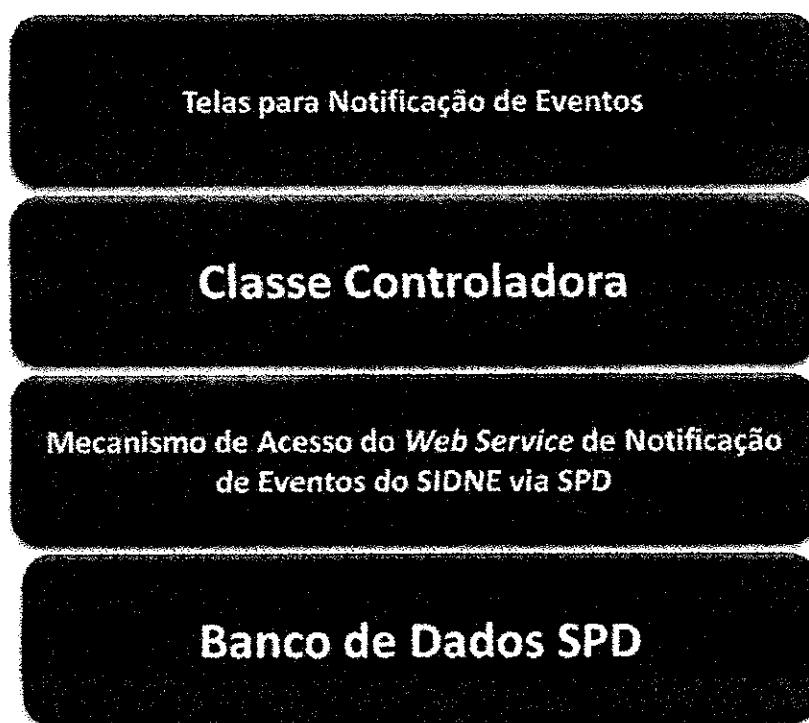 Telas para Notificação de Eventos
Classe Controladora
Mecanismo de Acesso do Web Service de Notificação
de Eventos do SIDNE via SPD
Banco de Dados SPD